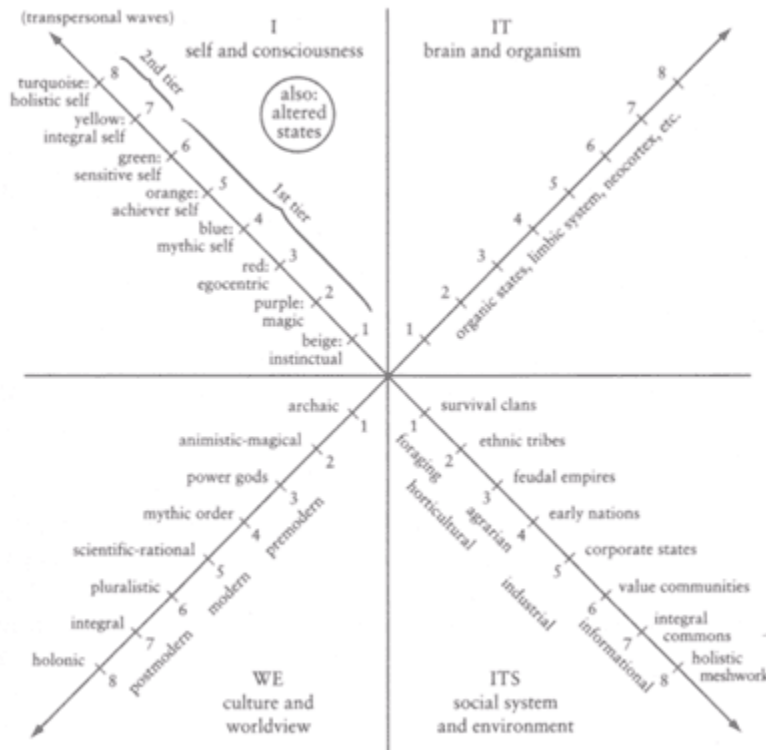 (transpersonal waves)
I
self and consciousness
also:
altered
states
2nd tier
1st tier
8
turquoise:
holistic self
7
yellow:
integral self
6
green:
sensitive self
5
orange:
achiever self
4
blue:
mythic self
3
red:
egocentric
2
purple:
magic
1
beige:
instinctual
IT
brain and organism
8
7
6
5
4
3
2
1
organic states, limbic system, neocortex, etc.
archaic
1
animistic-magical
2
power gods
3
mythic order
4
scientific-rational
5
pluralistic
6
integral
7
holonic
8
premodern
modern
postmodern
WE
culture and
worldview
survival clans
1
ethnic tribes
2
feudal empires
3
early nations
4
corporate states
5
value communities
6
integral
commons
7
holistic
meshwork
8
foraging
horticultural
agrarian
industrial
informational
ITS
social system
and environment